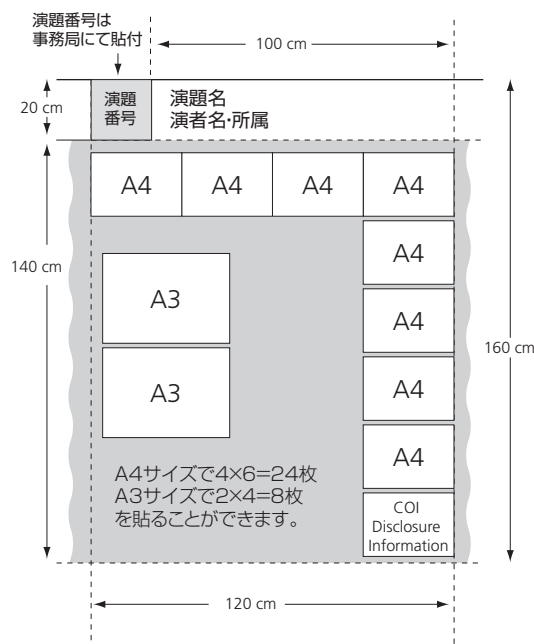 演題番号は
事務局にて貼付
100 cm
20 cm
演題
番号
演題名
演者名・所属
A4
A4
A4
A4
A4
140 cm
A3
A4
160 cm
A3
A4
A4
A4サイズで4×6=24枚
A3サイズで2×4=8枚
を貼ることができます。
COI
Disclosure
Information
120 cm